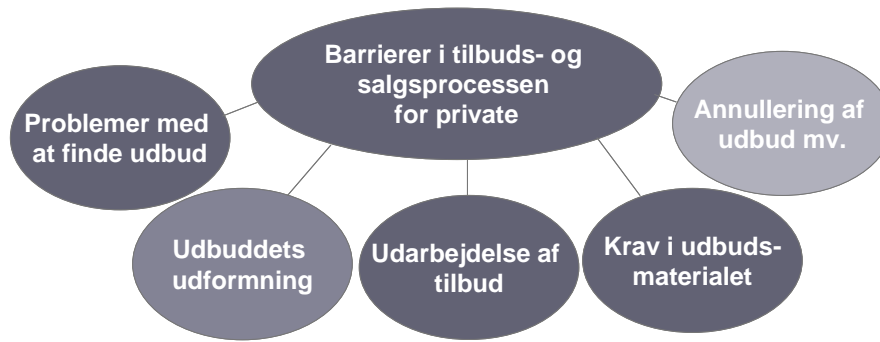 Barrierer i tilbuds- og
salgsprocessen
for private
Problemer med
at finde udbud
Udbuddets
udformning
Udarbejdelse af
tilbud
Krav i udbuds-
materialet
Annullering af
udbud mv.